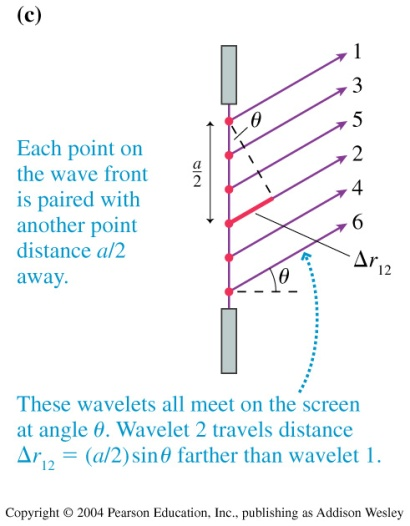 (c)
1
3
θ
5
Each point on
the wave front
is paired with
another point
distance a/2
away.
a
2
2
4
6
Δr12
θ
These wavelets all meet on the screen
at angle θ. Wavelet 2 travels distance
Δr12 = (a/2) sin θ farther than wavelet 1.
Copyright © 2004 Pearson Education, Inc., publishing as Addison Wesley